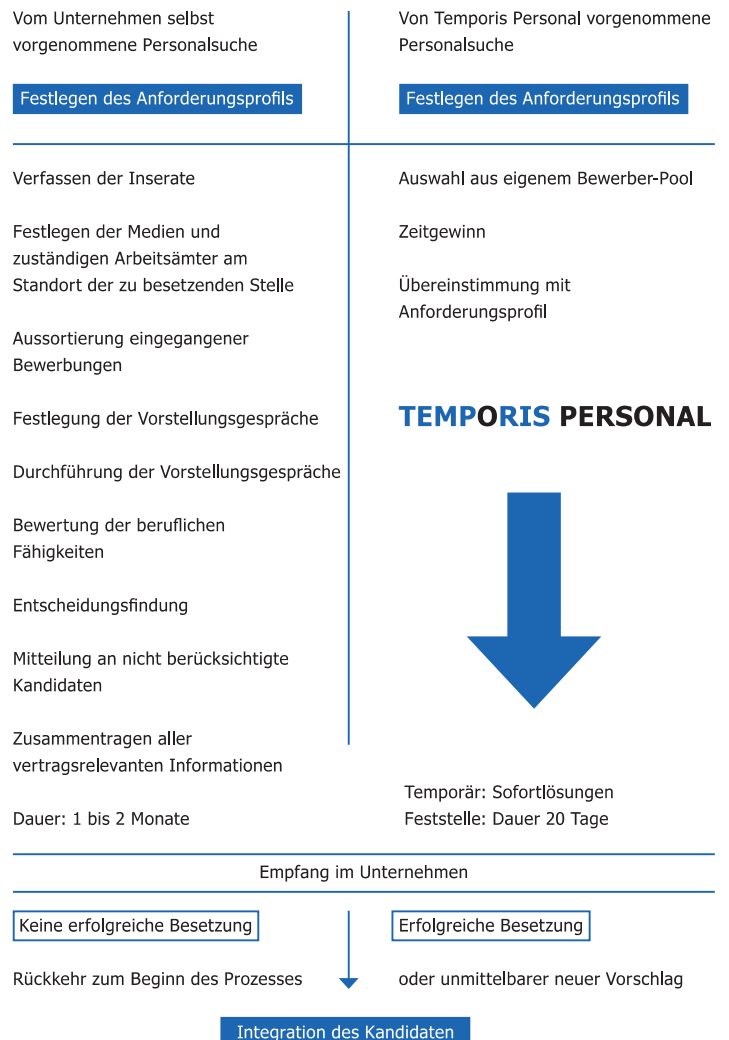 Vom Unternehmen selbst
vorgenommene Personalsuche
Festlegen des Anforderungsprofils
Verfassen der Inserate
Festlegen der Medien und
zuständigen Arbeitsämter am
Standort der zu besetzenden Stelle
Aussortierung eingegangener
Bewerbungen
Festlegung der Vorstellungsgespräche
Durchführung der Vorstellungsgespräche
Bewertung der beruflichen
Fähigkeiten
Entscheidungsfindung
Mitteilung an nicht berücksichtigte
Kandidaten
Zusammentragen aller
vertragsrelevanten Informationen
Dauer: 1 bis 2 Monate
Von Temporis Personal vorgenommene
Personalsuche
Festlegen des Anforderungsprofils
Auswahl aus eigenem Bewerber-Pool
Zeitgewinn
Übereinstimmung mit
Anforderungsprofil
TEMPORIS PERSONAL
Temporär: Sofortlösungen
Feststelle: Dauer 20 Tage
Empfang im Unternehmen
Keine erfolgreiche Besetzung
Rückkehr zum Beginn des Prozesses
Erfolgreiche Besetzung
oder unmittelbarer neuer Vorschlag
Integration des Kandidaten